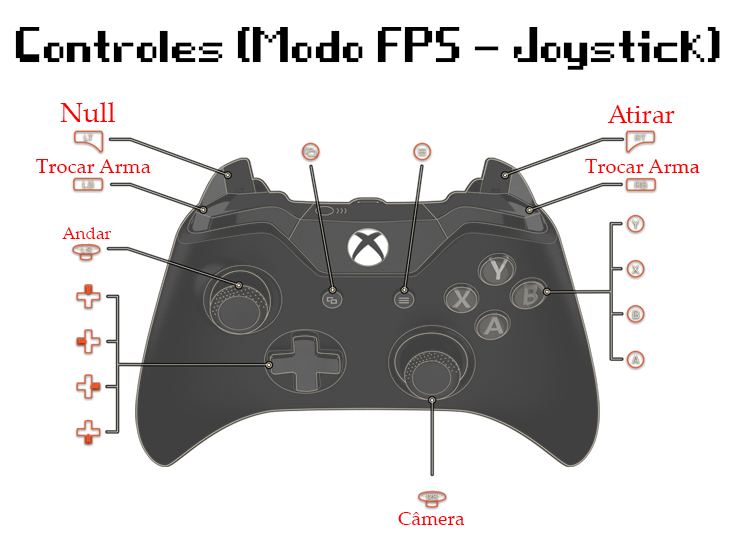 Controles (Modo FPS - Joystick)
Null
Atirar
LT
RT
Trocar Arma
Trocar Arma
LB
RB
Andar
LS
Y
X
B
A
Y
X
B
A
RS
Câmera